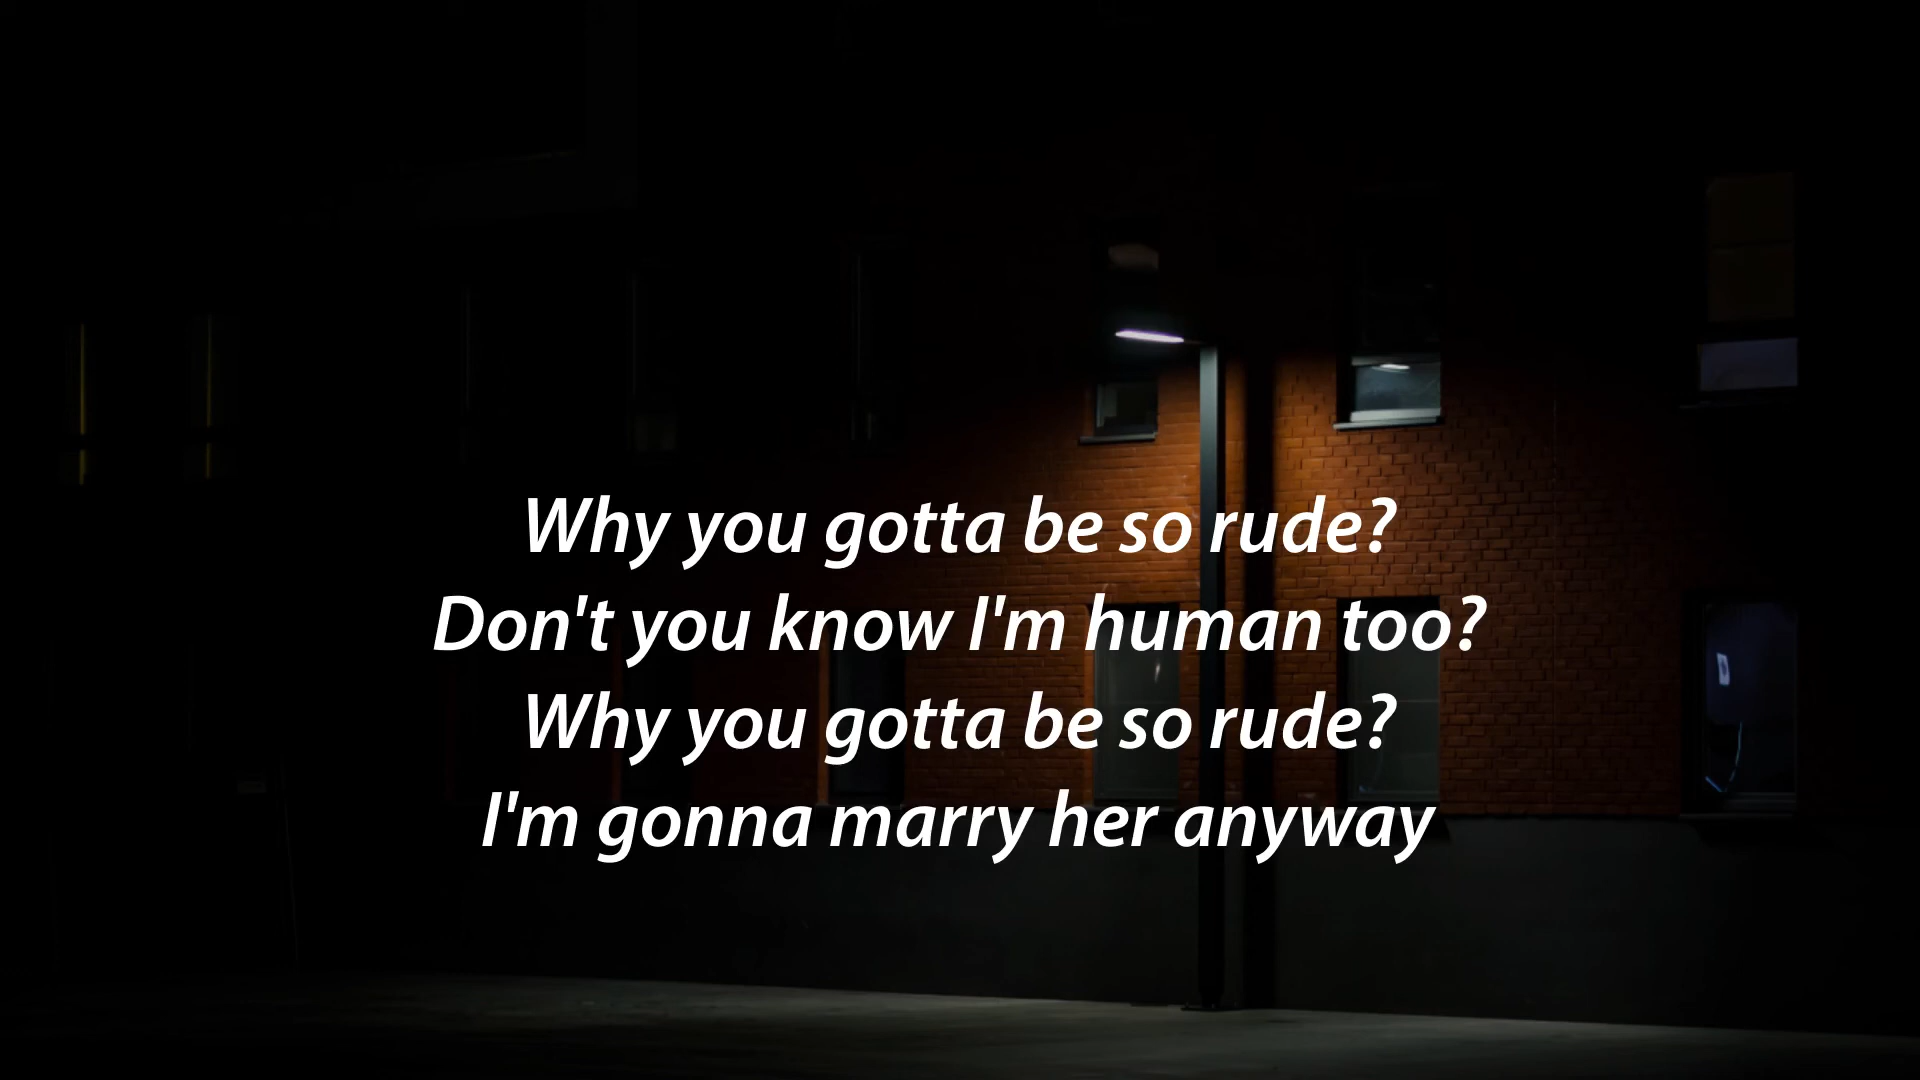 Why you gotta be so rude?
Don't you know I'm human too?
Why you gotta be so rude?
I'm gonna marry her anyway